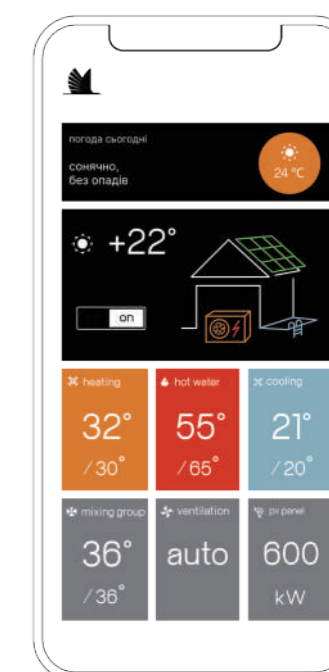 погода сьогодні
сонячно,
без опадів
24 °C
+22°
on
heating
hot water
cooling
32°
55°
21°
/30°
/65°
/20°
mixing group
ventilation
pv panel
36°
auto
600
/36°
kW